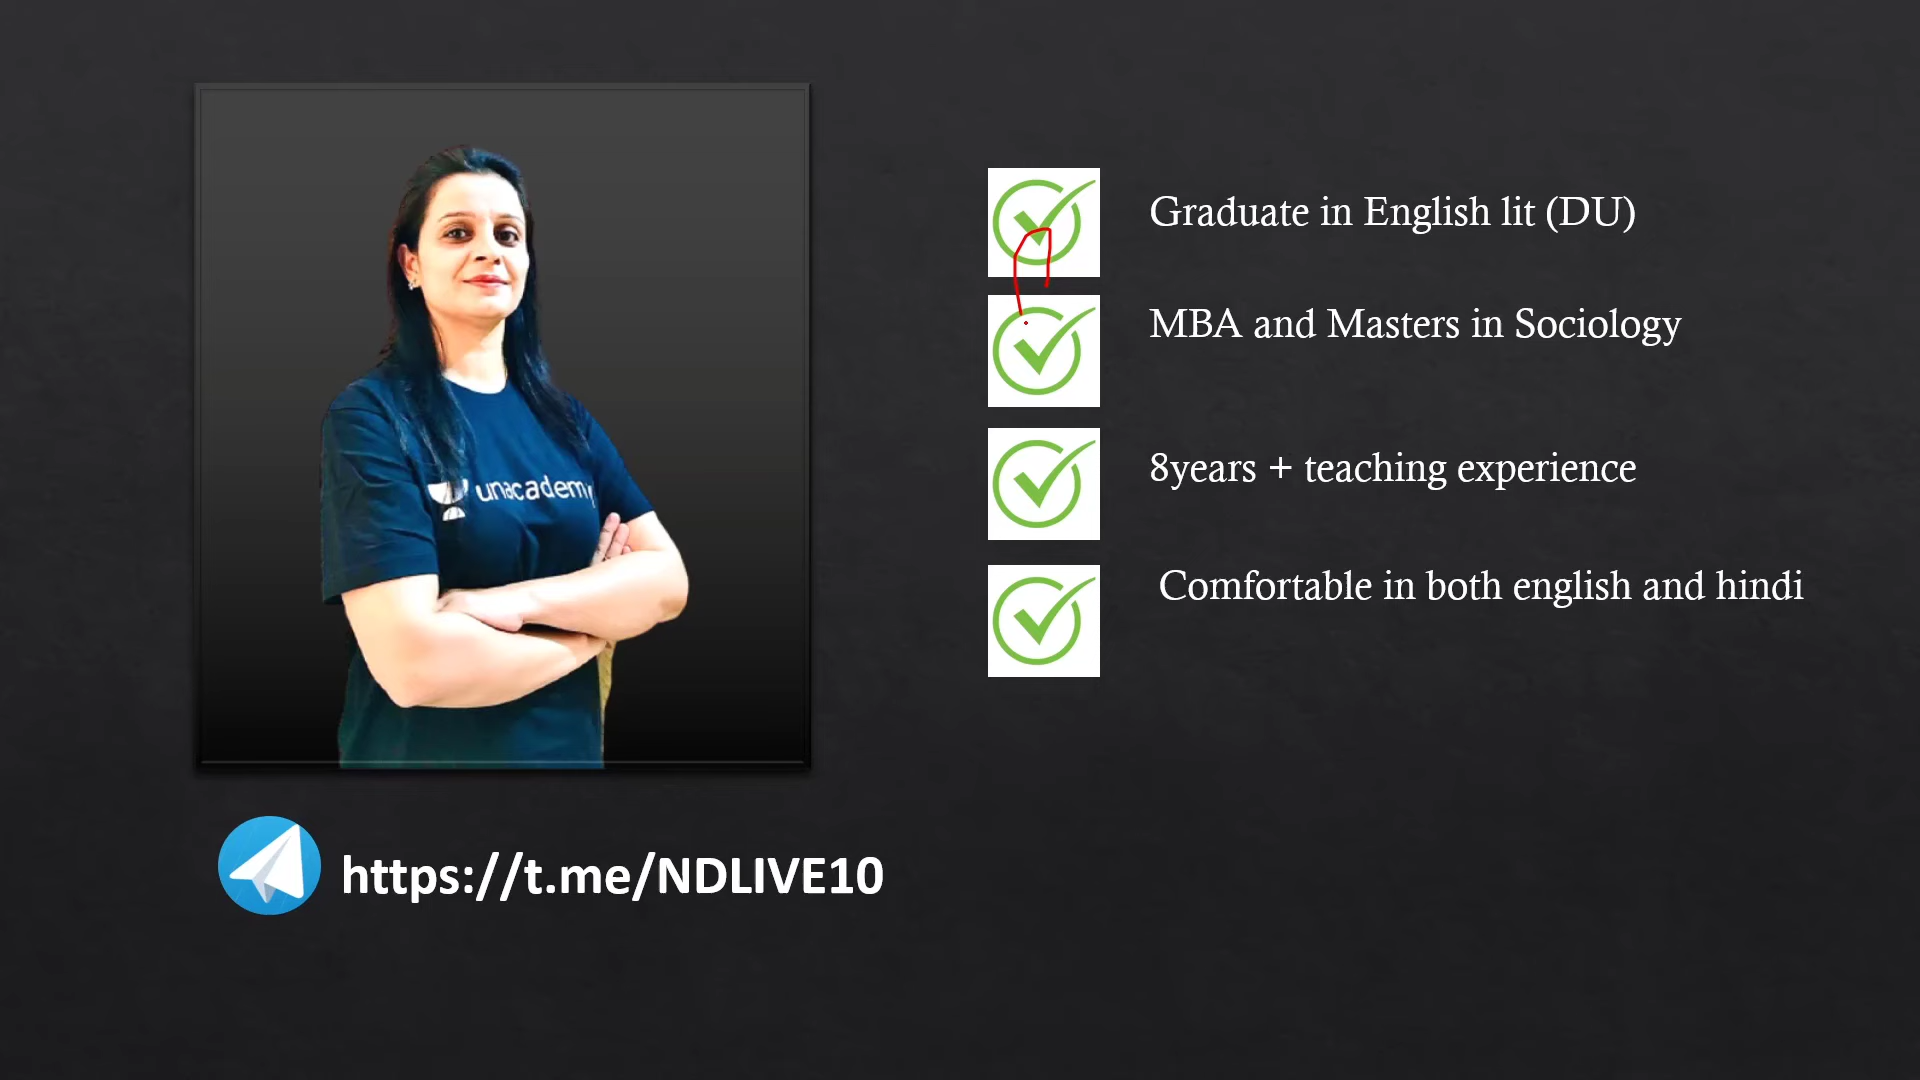 Graduate in English lit (DU)
MBA and Masters in Sociology
8years + teaching experience
Comfortable in both english and hindi
unacademy
https://t.me/NDLIVE10